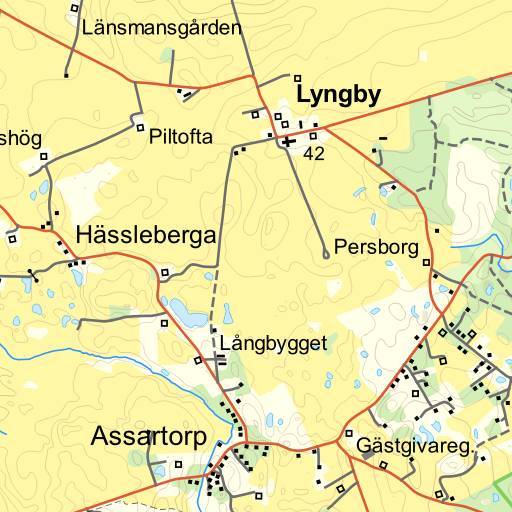 Länsmansgården
Lyngby
shög
Piltofta
42
Hässleberga
Persborg
Långbygget
Assartorp
Gästgivareg.